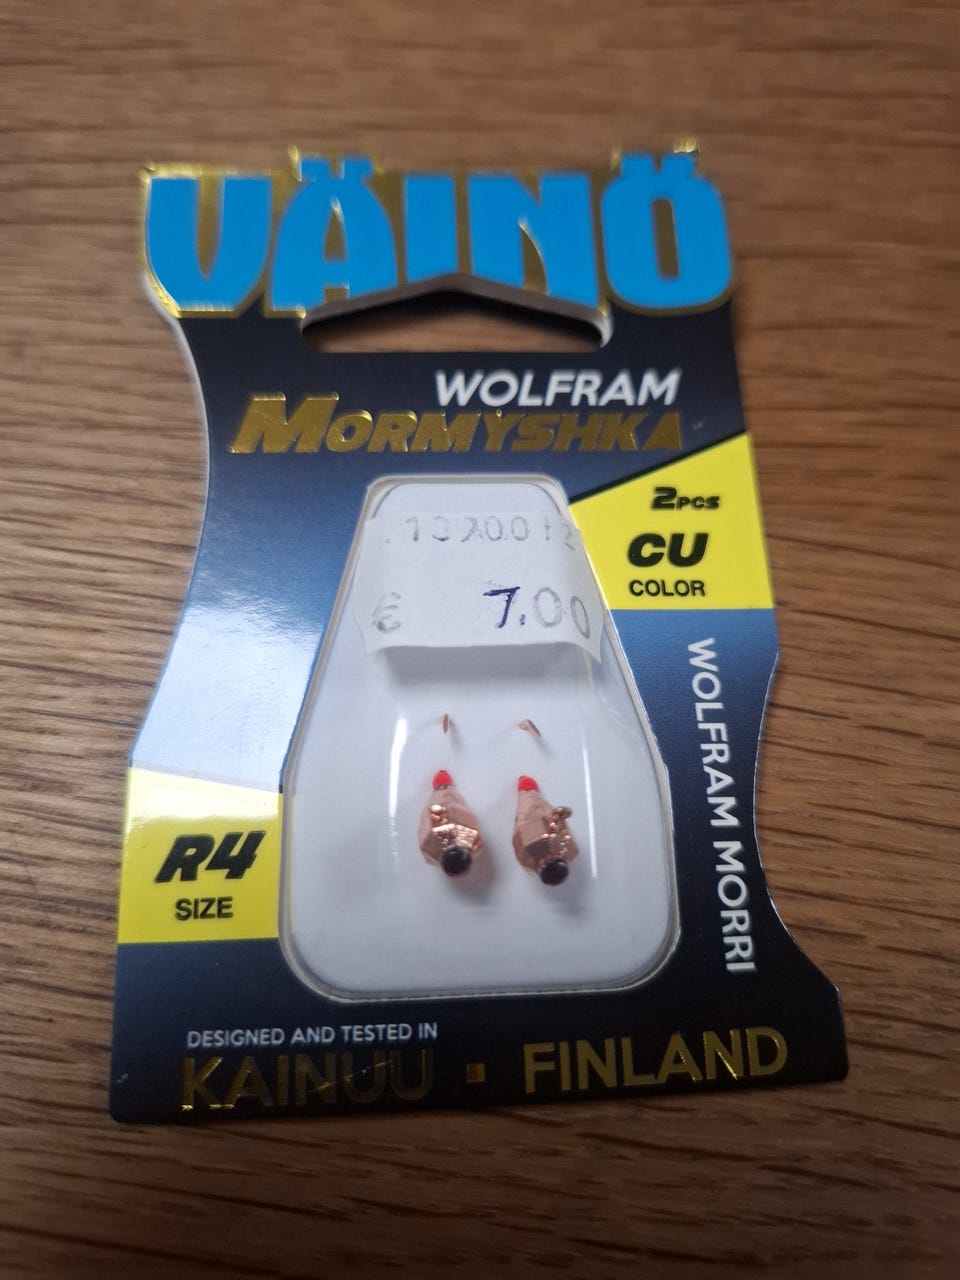 VÄINÖ
WOLFRAM
MORMYSHKA
2PCS
CU
COLOR
€ 7.00
WOLFRAM MORRI
R4
SIZE
DESIGNED AND TESTED IN
KAINUU · FINLAND